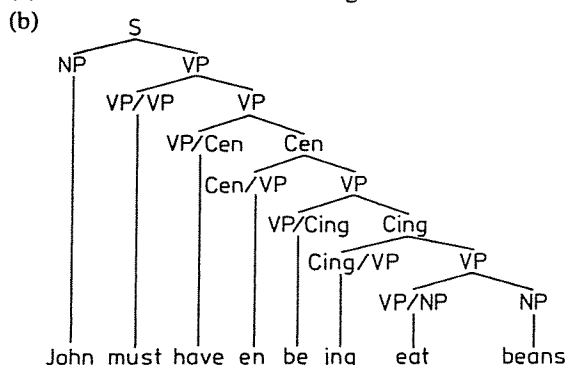 (b)
S
NP VP
VP/VP VP
VP/Cen Cen
Cen/VP VP
VP/Cing Cing
Cing/VP VP
VP/NP NP
John must have en be ing eat beans